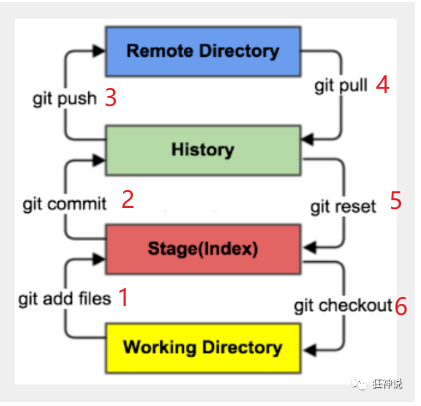 Remote Directory
git push 3
git pull 4
History
git commit 2
git reset 5
Stage(Index)
git add files 1
git checkout 6
Working Directory
狂神说